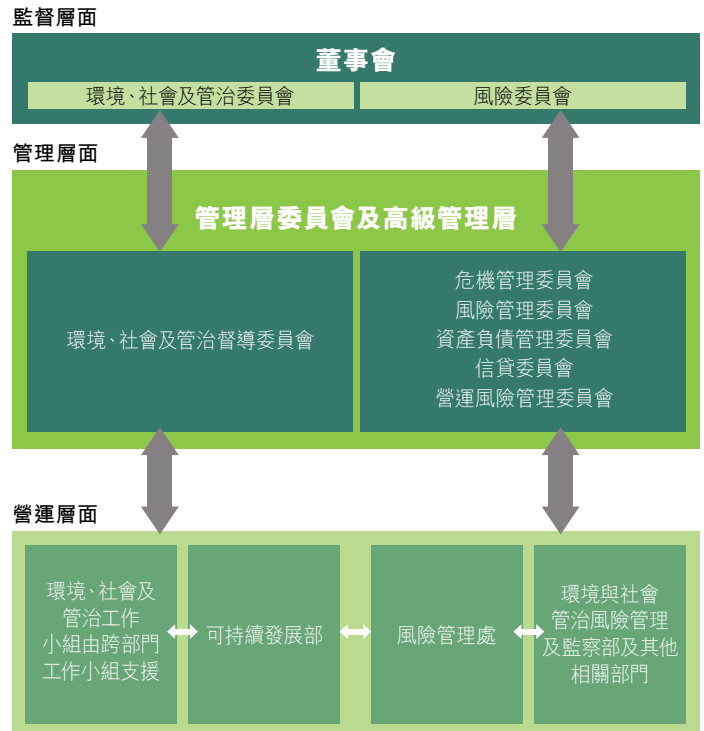 監督層面
董事會
環境、社會及管治委員會
風險委員會
管理層面
管理層委員會及高級管理層
環境、社會及管治督導委員會
危機管理委員會
風險管理委員會
資產負債管理委員會
信貸委員會
營運風險管理委員會
營運層面
環境、社會及
管治工作
小組由跨部門
工作小組支援
可持續發展部
風險管理處
環境與社會
管治風險管理
及監察部及其他
相關部門